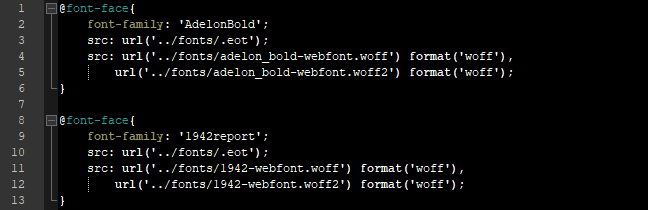 1 @font-face{
2 font-family: 'AdelonBold';
3 src: url('../fonts/.eot');
4 src: url('../fonts/adelon_bold-webfont.woff') format('woff'),
5 url('../fonts/adelon_bold-webfont.woff2') format('woff');
6 }
7
8 @font-face{
9 font-family: '1942report';
10 src: url('../fonts/.eot');
11 src: url('../fonts/1942-webfont.woff') format('woff'),
12 url('../fonts/1942-webfont.woff2') format('woff');
13 }